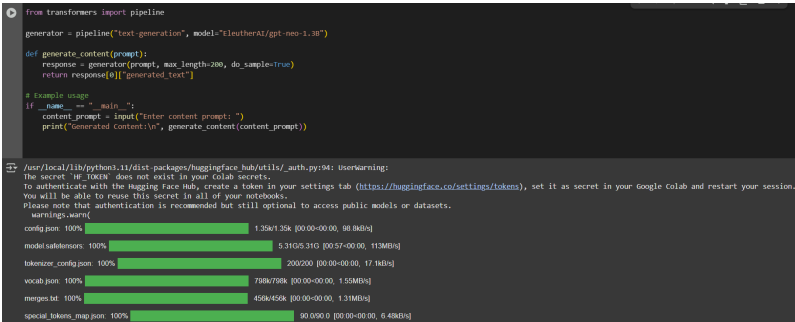 from transformers import pipeline
generator = pipeline("text-generation", model="EleutherAI/gpt-neo-1.3B")
def generate_content(prompt):
    response = generator(prompt, max_length=200, do_sample=True)
    return response[0]["generated_text"]
# Example usage
if __name__ == "__main__":
    content_prompt = input("Enter content prompt: ")
    print("Generated Content:\n", generate_content(content_prompt))
/usr/local/lib/python3.11/dist-packages/huggingface_hub/utils/_auth.py:94: UserWarning:
The secret `HF_TOKEN` does not exist in your Colab secrets.
To authenticate with the Hugging Face Hub, create a token in your settings tab (https://huggingface.co/settings/tokens), set it as secret in your Google Colab and restart your session.
You will be able to reuse this secret in all of your notebooks.
Please note that authentication is recommended but still optional to access public models or datasets.
  warnings.warn(
config.json: 100% 1.35k/1.35k [00:00<00:00, 98.8kB/s]
model.safetensors: 100% 5.31G/5.31G [00:57<00:00, 113MB/s]
tokenizer_config.json: 100% 200/200 [00:00<00:00, 17.1kB/s]
vocab.json: 100% 798k/798k [00:00<00:00, 1.55MB/s]
merges.txt: 100% 456k/456k [00:00<00:00, 1.31MB/s]
special_tokens_map.json: 100% 90.0/90.0 [00:00<00:00, 6.48kB/s]